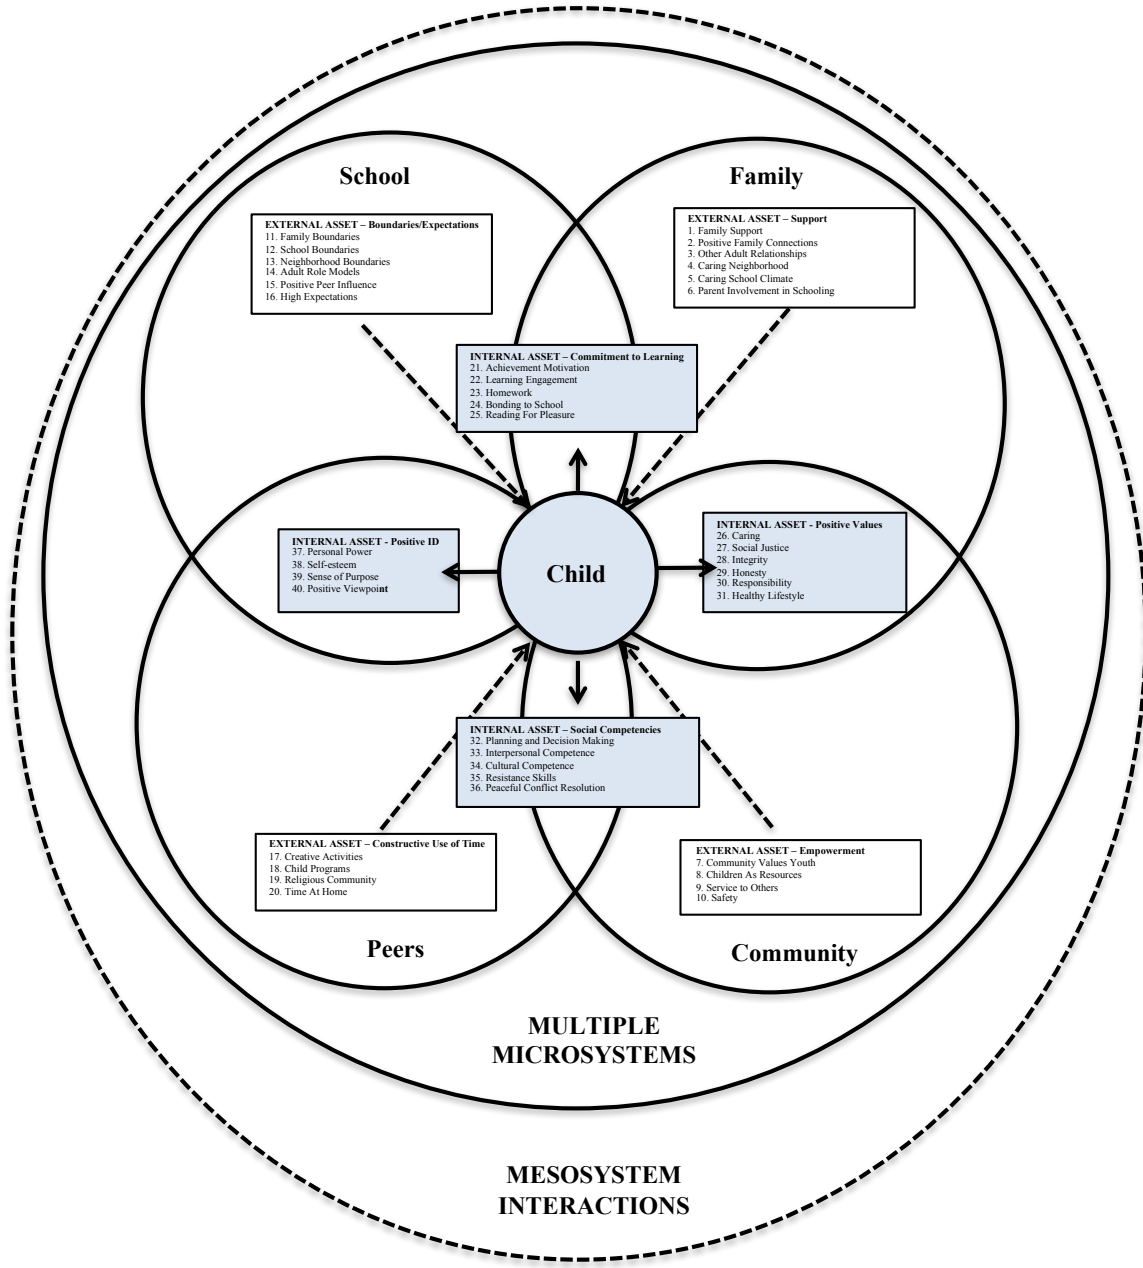 School
Family
EXTERNAL ASSET – Boundaries/Expectations
11. Family Boundaries
12. School Boundaries
13. Neighborhood Boundaries
14. Adult Role Models
15. Positive Peer Influence
16. High Expectations
EXTERNAL ASSET – Support
1. Family Support
2. Positive Family Connections
3. Other Adult Relationships
4. Caring Neighborhood
5. Caring School Climate
6. Parent Involvement in Schooling
INTERNAL ASSET – Commitment to Learning
21. Achievement Motivation
22. Learning Engagement
23. Homework
24. Bonding to School
25. Reading For Pleasure
INTERNAL ASSET - Positive ID
37. Personal Power
38. Self-esteem
39. Sense of Purpose
40. Positive Viewpoint
Child
INTERNAL ASSET - Positive Values
26. Caring
27. Social Justice
28. Integrity
29. Honesty
30. Responsibility
31. Healthy Lifestyle
INTERNAL ASSET – Social Competencies
32. Planning and Decision Making
33. Interpersonal Competence
34. Cultural Competence
35. Resistance Skills
36. Peaceful Conflict Resolution
EXTERNAL ASSET – Constructive Use of Time
17. Creative Activities
18. Child Programs
19. Religious Community
20. Time At Home
EXTERNAL ASSET – Empowerment
7. Community Values Youth
8. Children As Resources
9. Service to Others
10. Safety
Peers
Community
MULTIPLE
MICROSYSTEMS
MESOSYSTEM
INTERACTIONS